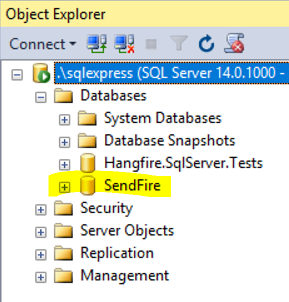 Object Explorer
Connect
.\sqlexpress (SQL Server 14.0.1000 -
Databases
System Databases
Database Snapshots
Hangfire.SqlServer.Tests
SendFire
Security
Server Objects
Replication
Management